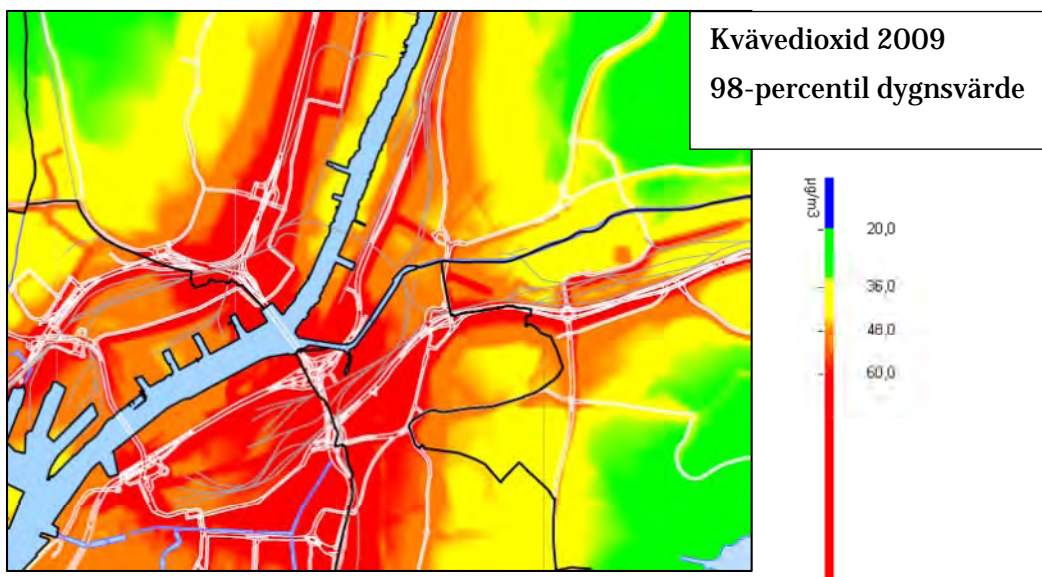 Kvävedioxid 2009
98-percentil dygnsvärde
µg/m3
20,0
36,0
48,0
60,0